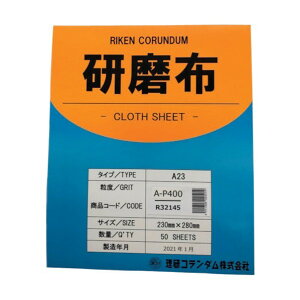 RIKEN CORUNDUM
研磨布
- CLOTH SHEET -
タイプ/TYPE A23
粒度/GRIT A-P400
商品コード/CODE R32145
サイズ/SIZE 230mm×280mm
数量/Q'TY 50 SHEETS
製造年月 2021年1月
理研コランダム株式会社